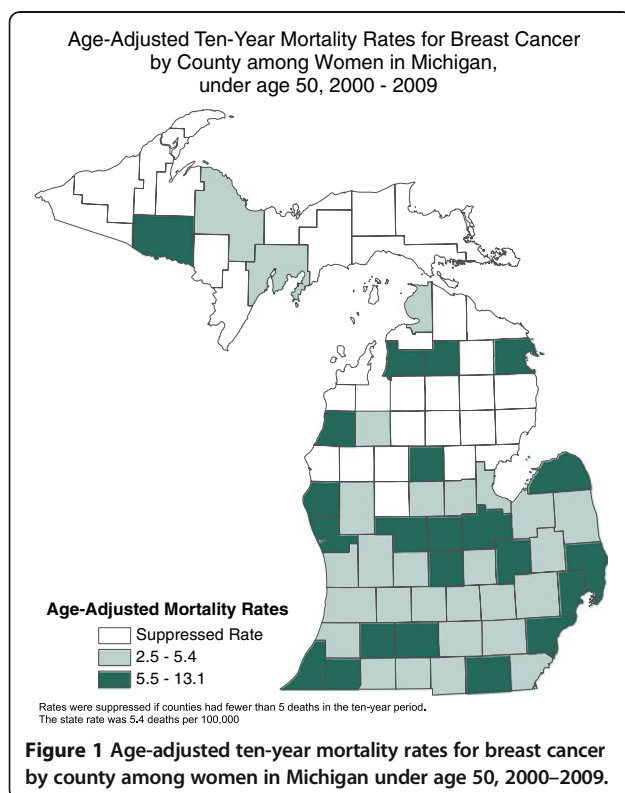 Age-Adjusted Ten-Year Mortality Rates for Breast Cancer
by County among Women in Michigan,
under age 50, 2000 - 2009
Age-Adjusted Mortality Rates
Suppressed Rate
2.5 - 5.4
5.5 - 13.1
Rates were suppressed if counties had fewer than 5 deaths in the ten-year period.
The state rate was 5.4 deaths per 100,000
Figure 1 Age-adjusted ten-year mortality rates for breast cancer
by county among women in Michigan under age 50, 2000–2009.